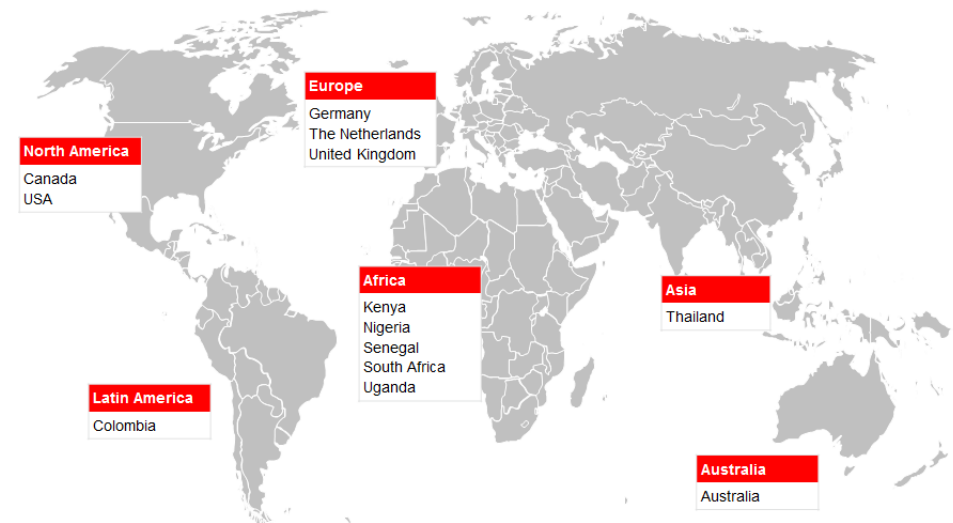 Europe
Germany
The Netherlands
United Kingdom
North America
Canada
USA
Africa
Kenya
Nigeria
Senegal
South Africa
Uganda
Asia
Thailand
Latin America
Colombia
Australia
Australia